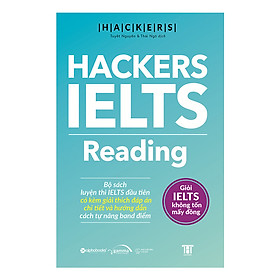 |H|A|C|K|E|R|S|
Tuyết Nguyễn & Thái Ngô dịch
HACKERS
IELTS
Reading
Bộ sách
luyện thi IELTS đầu tiên
có kèm giải thích đáp án
chi tiết và hướng dẫn
cách tự nâng band điểm
Giỏi
IELTS
không tốn
mấy đồng
alphabooks